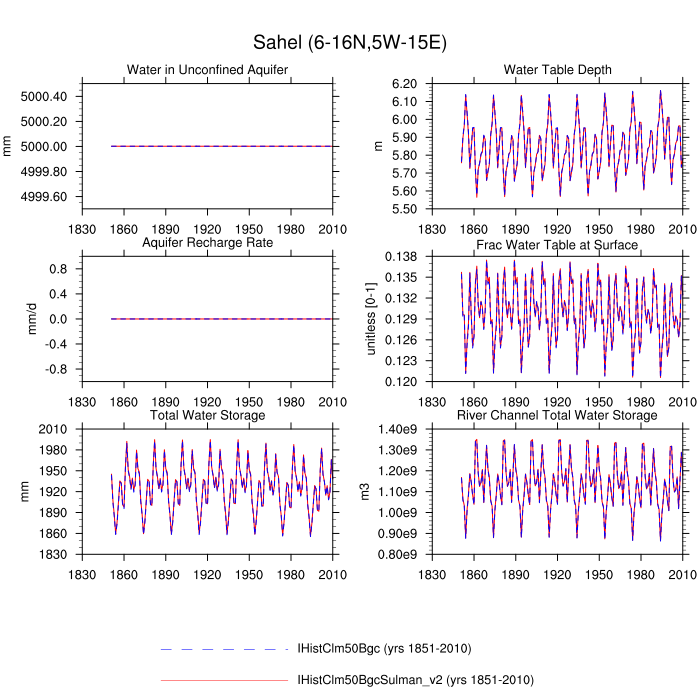 Sahel (6-16N,5W-15E)
Water in Unconfined Aquifer
5000.40
5000.20
5000.00
4999.80
4999.60
mm
1830 1860 1890 1920 1950 1980 2010
Water Table Depth
6.20
6.10
6.00
5.90
5.80
5.70
5.60
5.50
m
1830 1860 1890 1920 1950 1980 2010
Aquifer Recharge Rate
0.8
0.4
0.0
-0.4
-0.8
mm/d
1830 1860 1890 1920 1950 1980 2010
Frac Water Table at Surface
0.138
0.135
0.132
0.129
0.126
0.123
0.120
unitless [0-1]
1830 1860 1890 1920 1950 1980 2010
Total Water Storage
2010
1980
1950
1920
1890
1860
1830
mm
1830 1860 1890 1920 1950 1980 2010
River Channel Total Water Storage
1.40e9
1.30e9
1.20e9
1.10e9
1.00e9
0.90e9
0.80e9
m3
1830 1860 1890 1920 1950 1980 2010
IHistClm50Bgc (yrs 1851-2010)
IHistClm50BgcSulman_v2 (yrs 1851-2010)